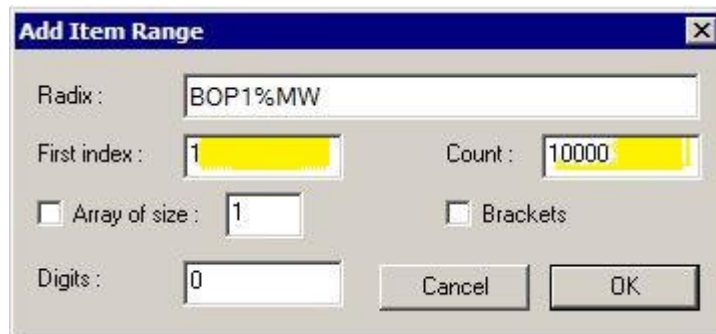 Add Item Range
Radix : BOP1%MW
First index : 1 Count : 10000
Array of size : 1 Brackets
Digits : 0 Cancel OK